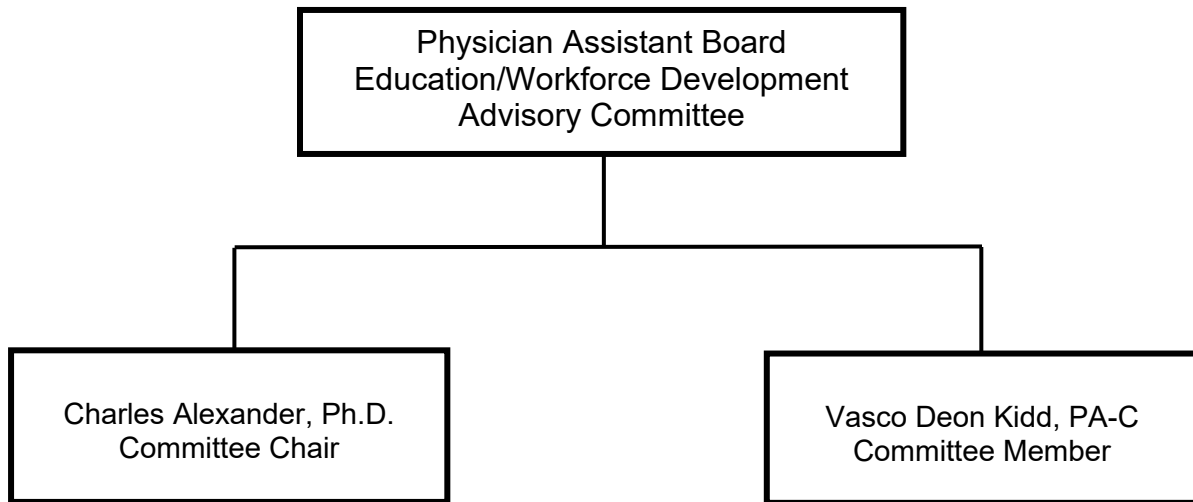 Physician Assistant Board
Education/Workforce Development
Advisory Committee
Charles Alexander, Ph.D.
Committee Chair
Vasco Deon Kidd, PA-C
Committee Member